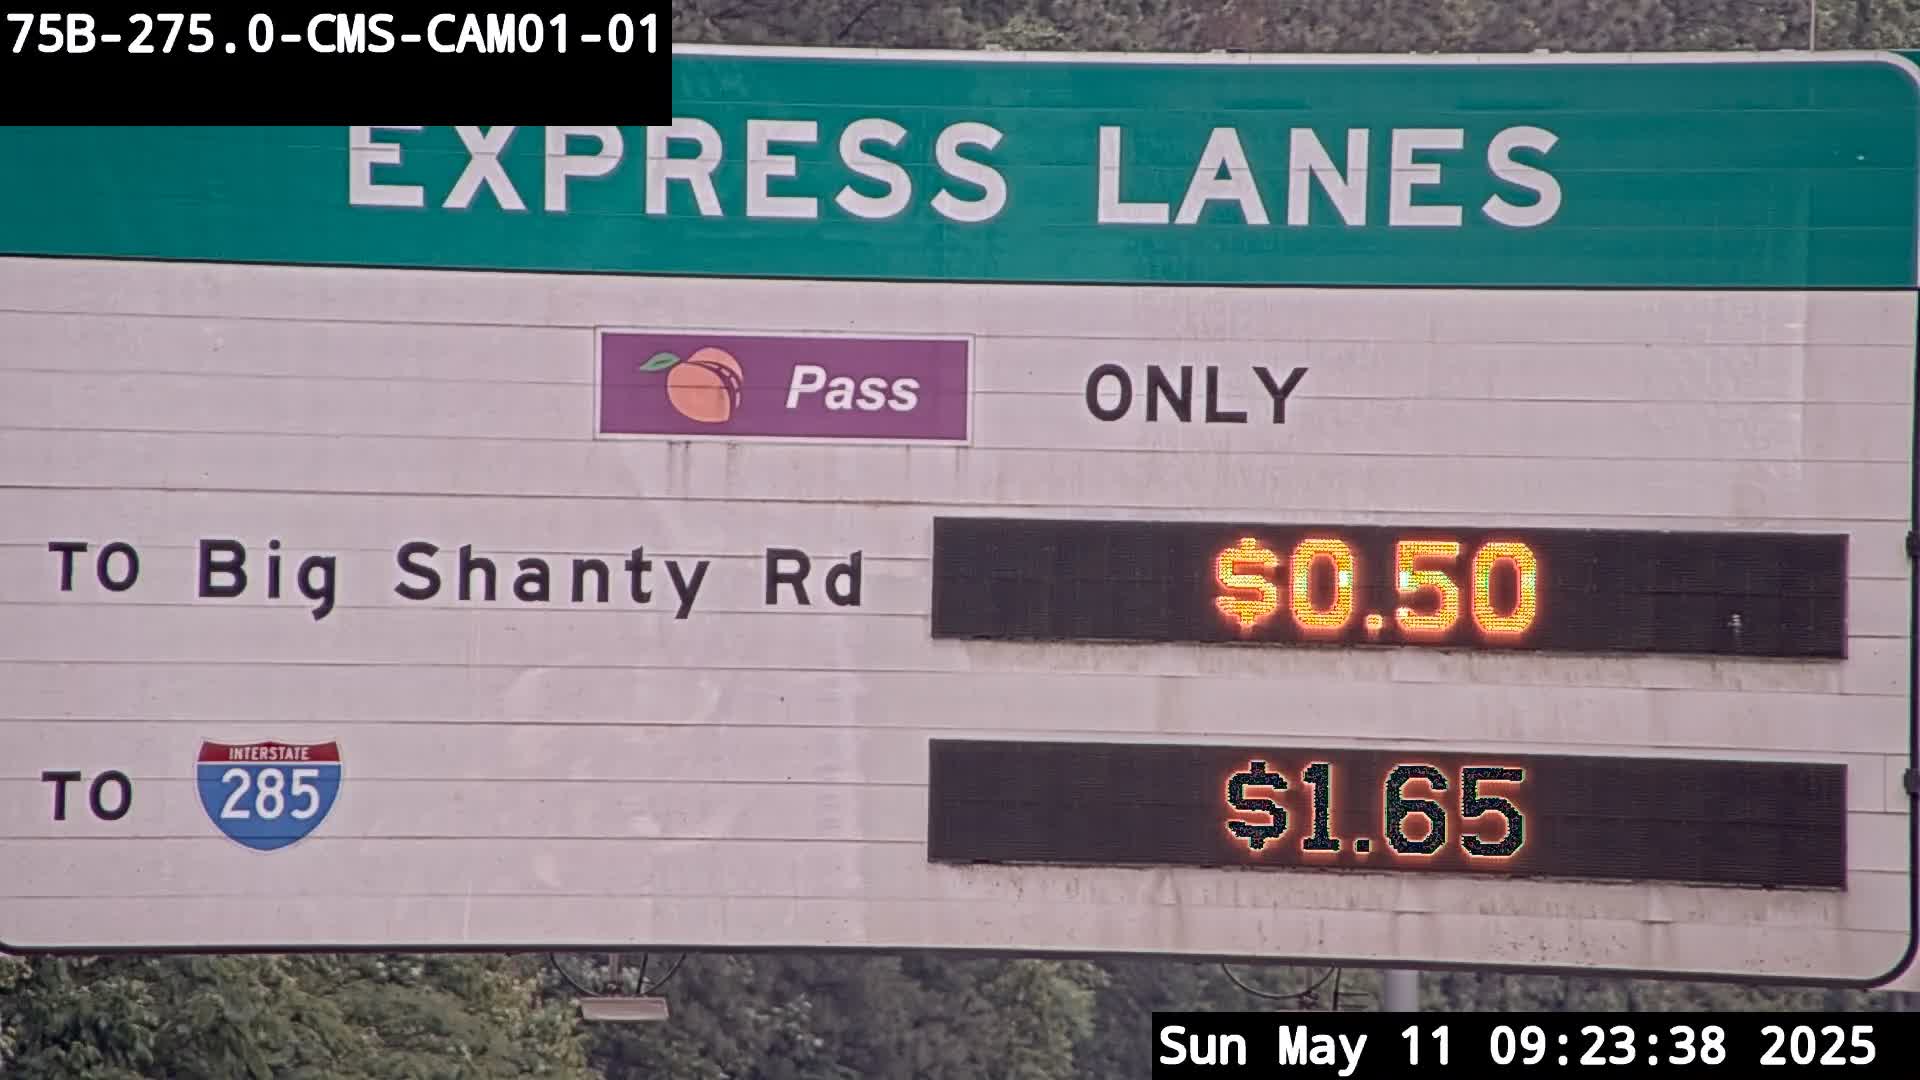 75B-275.0-CMS-CAM01-01
EXPRESS LANES
Pass ONLY
TO Big Shanty Rd $0.50
INTERSTATE
TO 285 $1.65
Sun May 11 09:23:38 2025